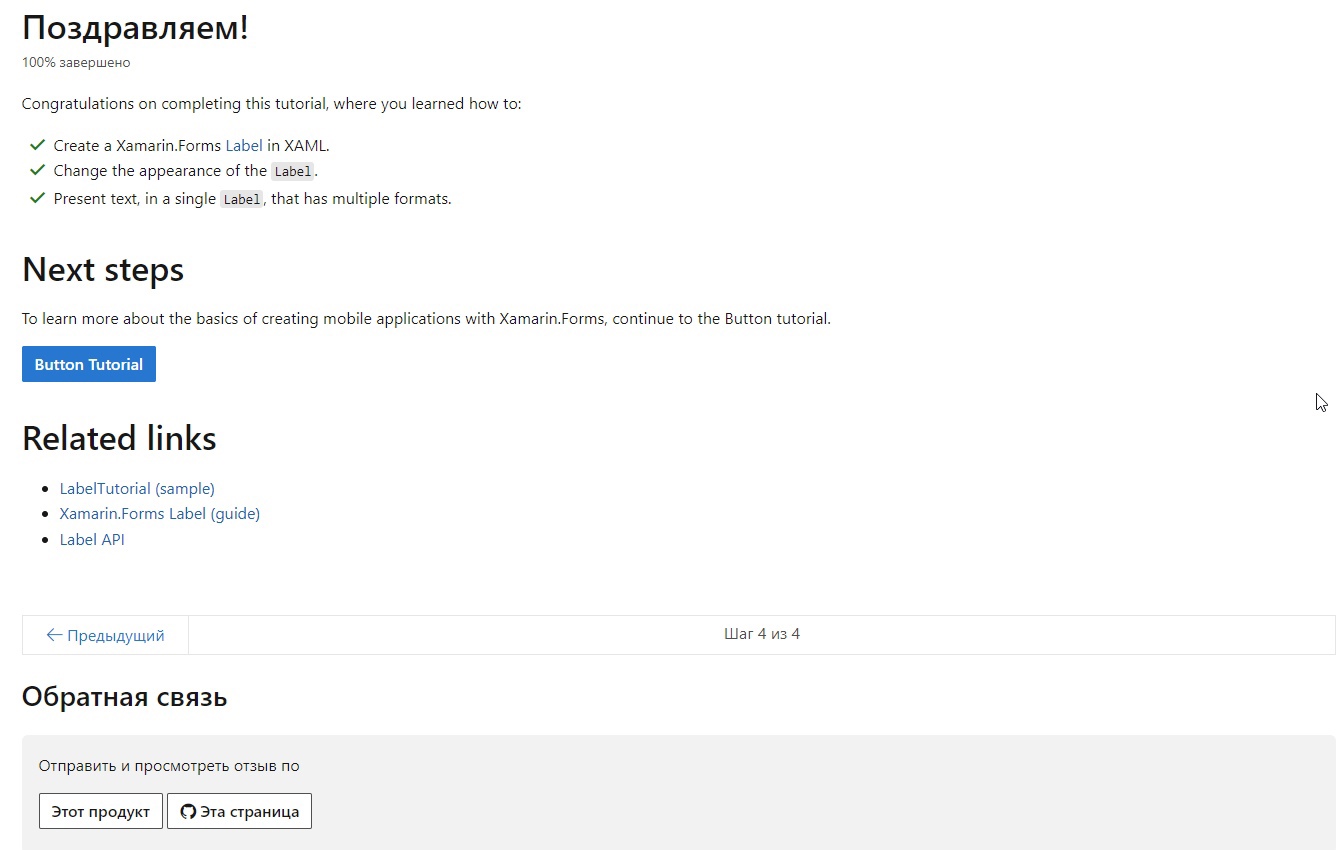 Поздравляем!
100% завершено
Congratulations on completing this tutorial, where you learned how to:
Create a Xamarin.Forms Label in XAML.
Change the appearance of the Label.
Present text, in a single Label, that has multiple formats.
Next steps
To learn more about the basics of creating mobile applications with Xamarin.Forms, continue to the Button tutorial.
Button Tutorial
Related links
LabelTutorial (sample)
Xamarin.Forms Label (guide)
Label API
Предыдущий
Шаг 4 из 4
Обратная связь
Отправить и просмотреть отзыв по
Этот продукт
Эта страница